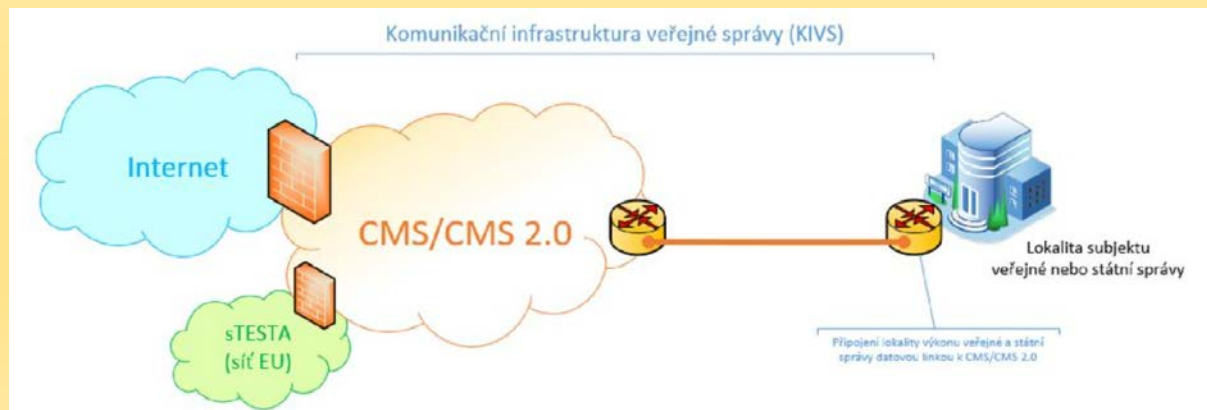 Komunikační infrastruktura veřejné správy (KIVS)
Internet
CMS/CMS 2.0
sTESTA
(síť EU)
Lokalita subjektu
veřejné nebo státní správy
Připojení lokality výkonu veřejné a státní
správy datovou linkou k CMS/CMS 2.0